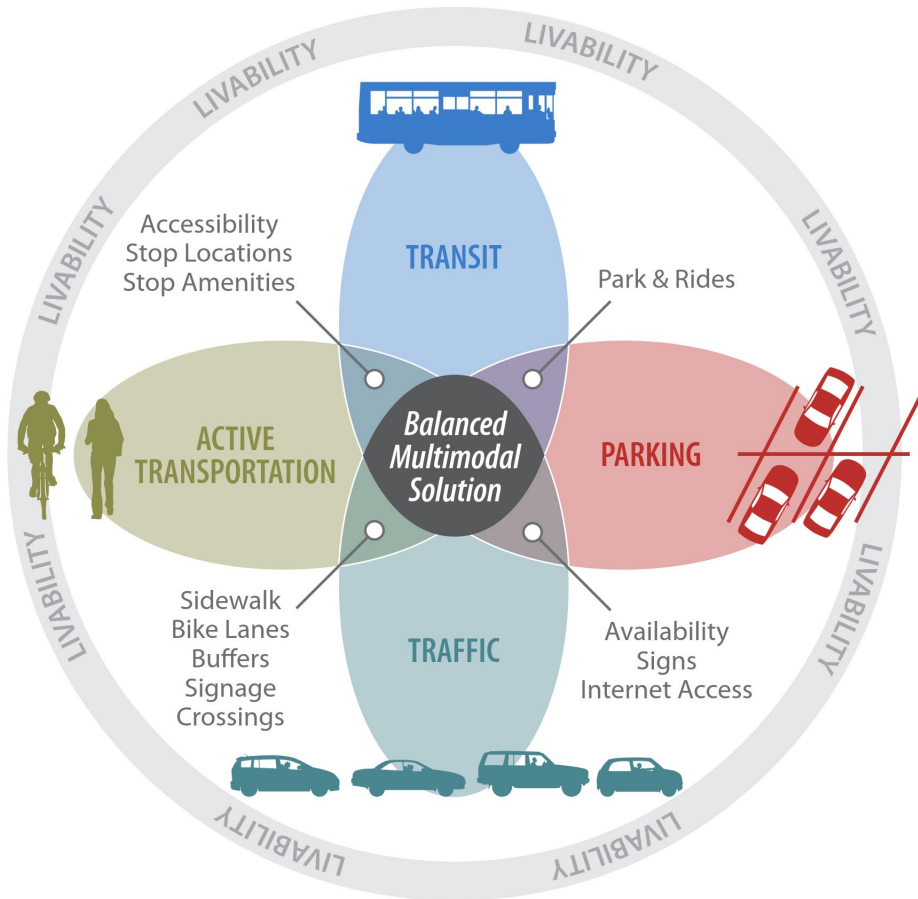 LIVABILITY
LIVABILITY
LIVABILITY
LIVABILITY
TRANSIT
Accessibility
Stop Locations
Stop Amenities
Park & Rides
ACTIVE
TRANSPORTATION
Balanced
Multimodal
Solution
PARKING
Sidewalk
Bike Lanes
Buffers
Signage
Crossings
TRAFFIC
Availability
Signs
Internet Access
LIVABILITY
LIVABILITY
LIVABILITY
LIVABILITY